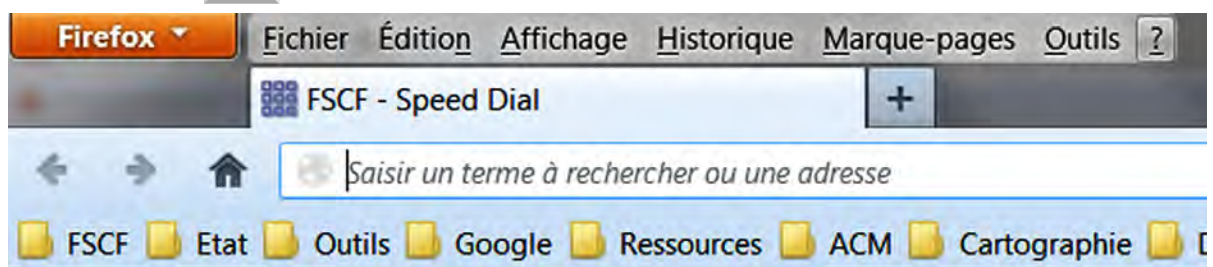 Firefox Fichier Édition Affichage Historique Marque-pages Outils ?
FSCF - Speed Dial +
Saisir un terme à rechercher ou une adresse
FSCF Etat Outils Google Ressources ACM Cartographie